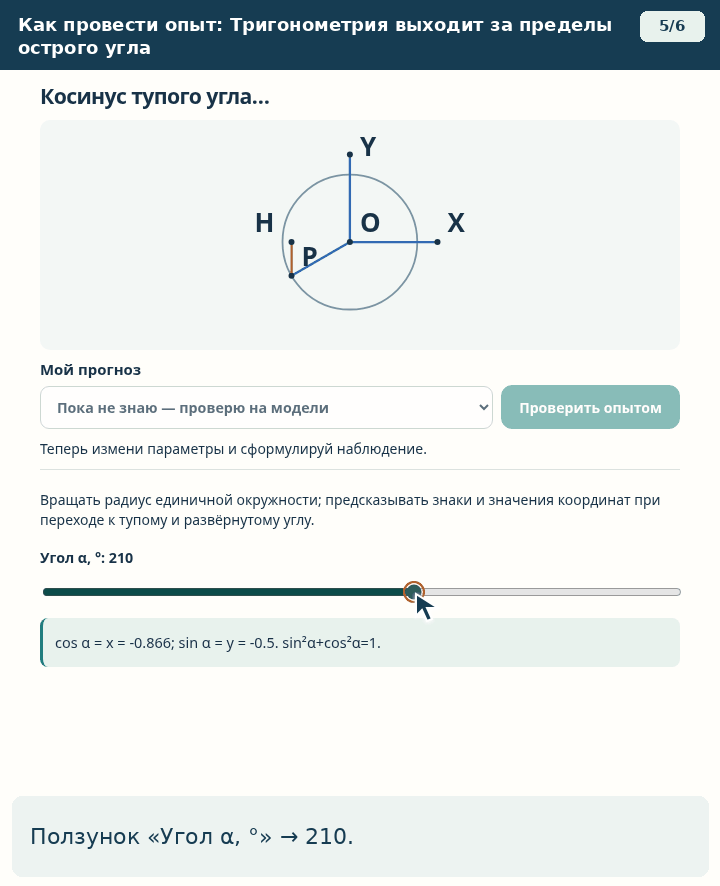 Как провести опыт: Тригонометрия выходит за пределы
острого угла
5/6
Косинус тупого угла…
Y
H
O
X
P
Мой прогноз
Пока не знаю — проверю на модели
Проверить опытом
Теперь измени параметры и сформулируй наблюдение.
Вращать радиус единичной окружности; предсказывать знаки и значения координат при
переходе к тупому и развёрнутому углу.
Угол α, °: 210
cos α = x = -0.866; sin α = y = -0.5. sin²α+cos²α=1.
Ползунок «Угол α, °» → 210.